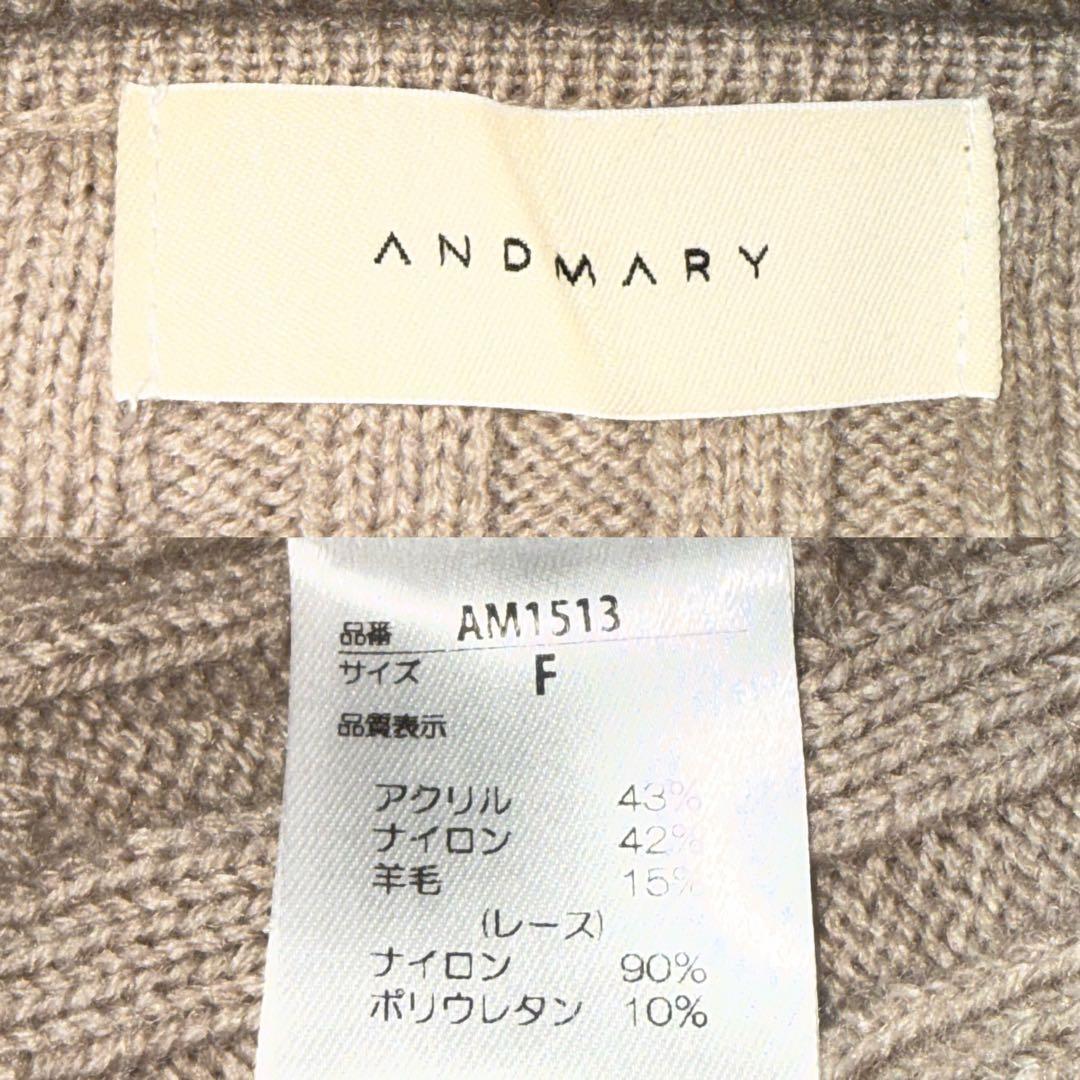 ANDMARY
品番 AM1513
サイズ F
品質表示
アクリル 43%
ナイロン 42%
羊毛 15%
(レース)
ナイロン 90%
ポリウレタン 10%